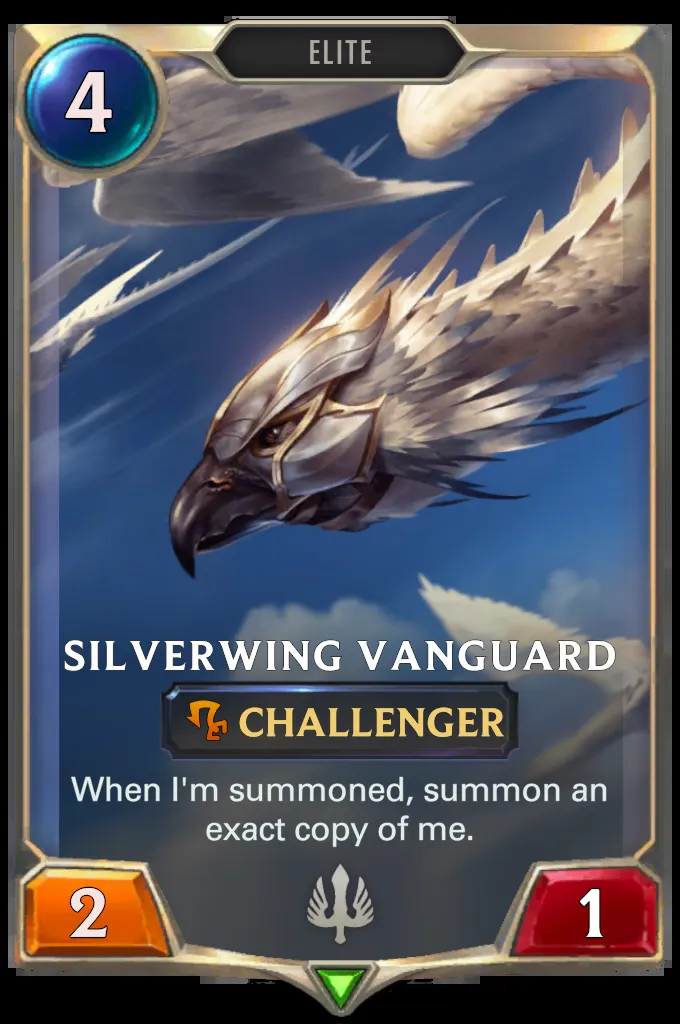 ELITE
4
SILVERWING VANGUARD
CHALLENGER
When I'm summoned, summon an
exact copy of me.
2
1